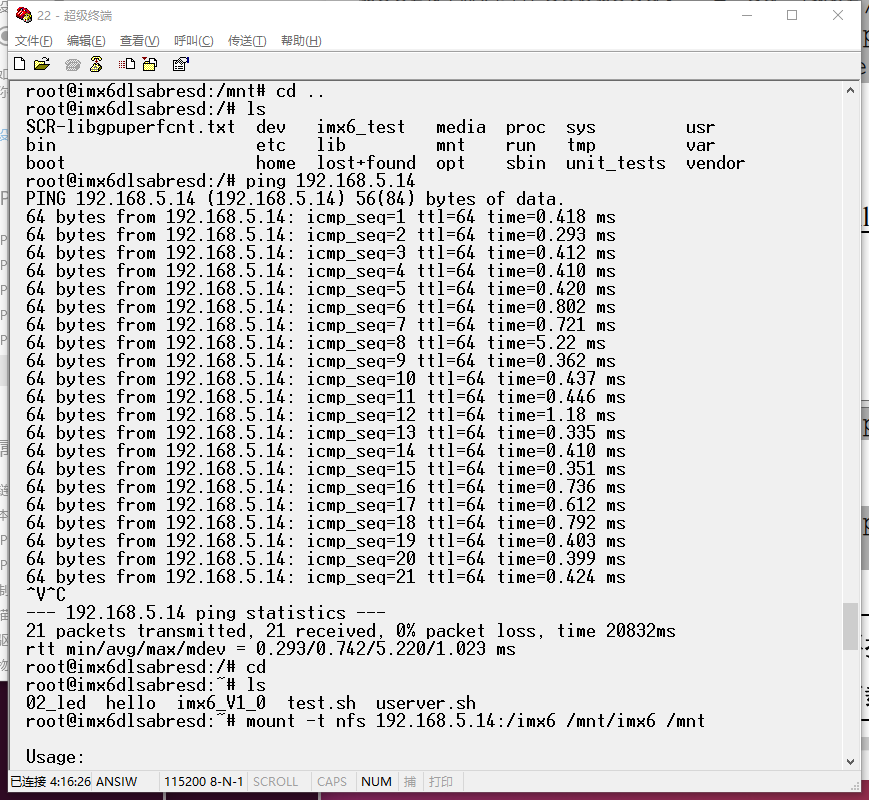 22 - 超级终端
文件(F) 编辑(E) 查看(V) 呼叫(C) 传送(T) 帮助(H)
root@imx6dlsabresd:/mnt# cd ..
root@imx6dlsabresd:/# ls
SCR-libgpuperfcnt.txt  dev   imx6_test   media  proc  sys         usr
bin                    etc   lib         mnt    run   tmp         var
boot                   home  lost+found  opt    sbin  unit_tests  vendor
root@imx6dlsabresd:/# ping 192.168.5.14
PING 192.168.5.14 (192.168.5.14) 56(84) bytes of data.
64 bytes from 192.168.5.14: icmp_seq=1 ttl=64 time=0.418 ms
64 bytes from 192.168.5.14: icmp_seq=2 ttl=64 time=0.293 ms
64 bytes from 192.168.5.14: icmp_seq=3 ttl=64 time=0.412 ms
64 bytes from 192.168.5.14: icmp_seq=4 ttl=64 time=0.410 ms
64 bytes from 192.168.5.14: icmp_seq=5 ttl=64 time=0.420 ms
64 bytes from 192.168.5.14: icmp_seq=6 ttl=64 time=0.802 ms
64 bytes from 192.168.5.14: icmp_seq=7 ttl=64 time=0.721 ms
64 bytes from 192.168.5.14: icmp_seq=8 ttl=64 time=5.22 ms
64 bytes from 192.168.5.14: icmp_seq=9 ttl=64 time=0.362 ms
64 bytes from 192.168.5.14: icmp_seq=10 ttl=64 time=0.437 ms
64 bytes from 192.168.5.14: icmp_seq=11 ttl=64 time=0.446 ms
64 bytes from 192.168.5.14: icmp_seq=12 ttl=64 time=1.18 ms
64 bytes from 192.168.5.14: icmp_seq=13 ttl=64 time=0.335 ms
64 bytes from 192.168.5.14: icmp_seq=14 ttl=64 time=0.410 ms
64 bytes from 192.168.5.14: icmp_seq=15 ttl=64 time=0.351 ms
64 bytes from 192.168.5.14: icmp_seq=16 ttl=64 time=0.736 ms
64 bytes from 192.168.5.14: icmp_seq=17 ttl=64 time=0.612 ms
64 bytes from 192.168.5.14: icmp_seq=18 ttl=64 time=0.792 ms
64 bytes from 192.168.5.14: icmp_seq=19 ttl=64 time=0.403 ms
64 bytes from 192.168.5.14: icmp_seq=20 ttl=64 time=0.399 ms
64 bytes from 192.168.5.14: icmp_seq=21 ttl=64 time=0.424 ms
^V^C
--- 192.168.5.14 ping statistics ---
21 packets transmitted, 21 received, 0% packet loss, time 20832ms
rtt min/avg/max/mdev = 0.293/0.742/5.220/1.023 ms
root@imx6dlsabresd:/# cd
root@imx6dlsabresd:~# ls
02_led  hello  imx6_V1_0  test.sh  userver.sh
root@imx6dlsabresd:~# mount -t nfs 192.168.5.14:/imx6 /mnt/imx6 /mnt
Usage:
已连接 4:16:26 ANSIW 115200 8-N-1 SCROLL CAPS NUM 捕 打印